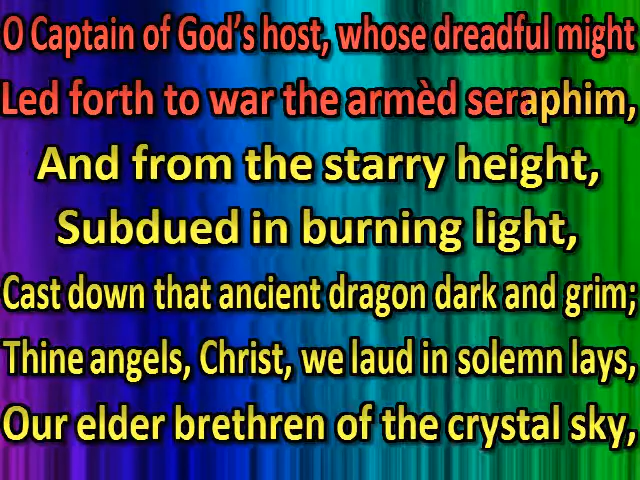 O Captain of God’s host, whose dreadful might
Led forth to war the armèd seraphim,
And from the starry height,
Subdued in burning light,
Cast down that ancient dragon dark and grim;
Thine angels, Christ, we laud in solemn lays,
Our elder brethren of the crystal sky,